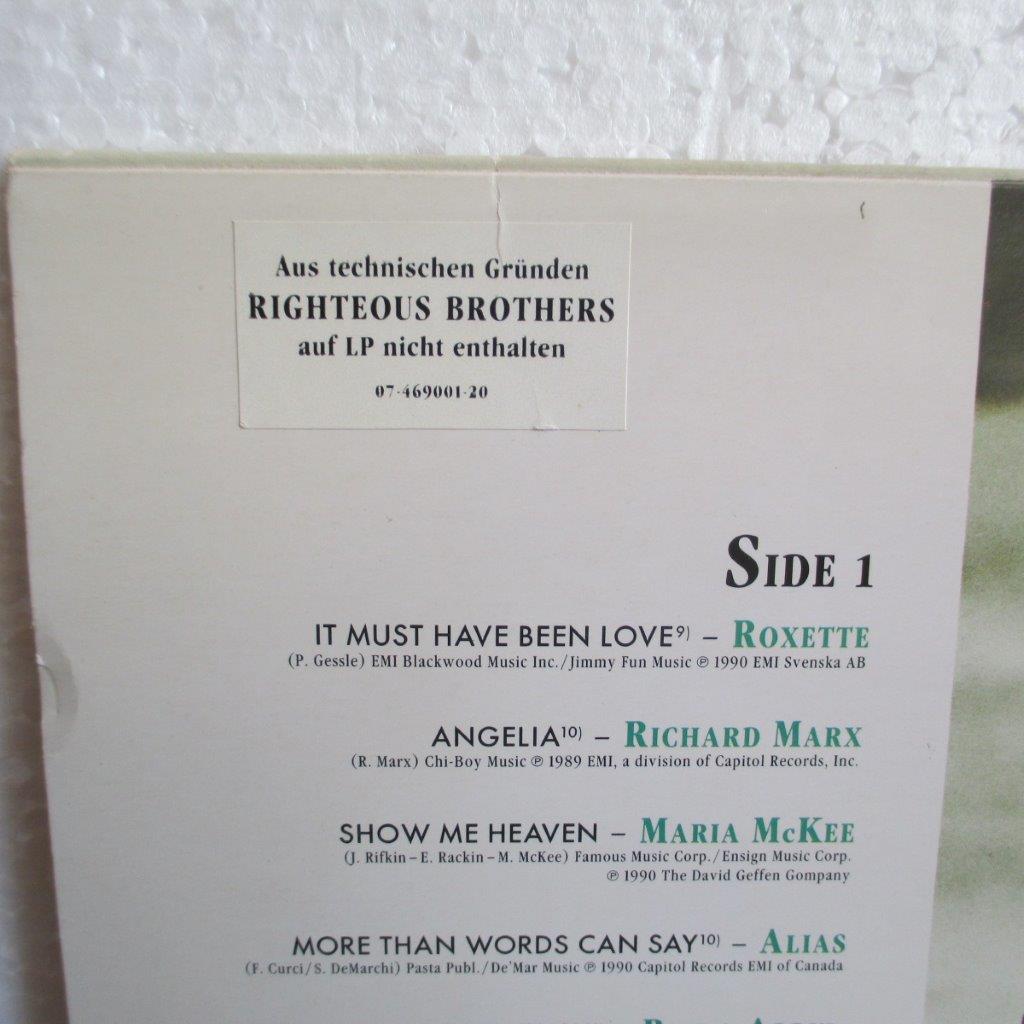 Aus technischen Gründen
RIGHTEOUS BROTHERS
auf LP nicht enthalten
07-469001-20
SIDE 1
IT MUST HAVE BEEN LOVE⁹⁾ – ROXETTE
(P. Gessle) EMI Blackwood Music Inc./Jimmy Fun Music ℗ 1990 EMI Svenska AB
ANGELIA¹⁰⁾ – RICHARD MARX
(R. Marx) Chi-Boy Music ℗ 1989 EMI, a division of Capitol Records, Inc.
SHOW ME HEAVEN – MARIA MCKEE
(J. Rifkin – E. Rackin – M. McKee) Famous Music Corp./Ensign Music Corp.
℗ 1990 The David Geffen Gompany
MORE THAN WORDS CAN SAY¹⁰⁾ – ALIAS
(F. Curci/S. DeMarchi) Pasta Publ./De'Mar Music ℗ 1990 Capitol Records EMI of Canada